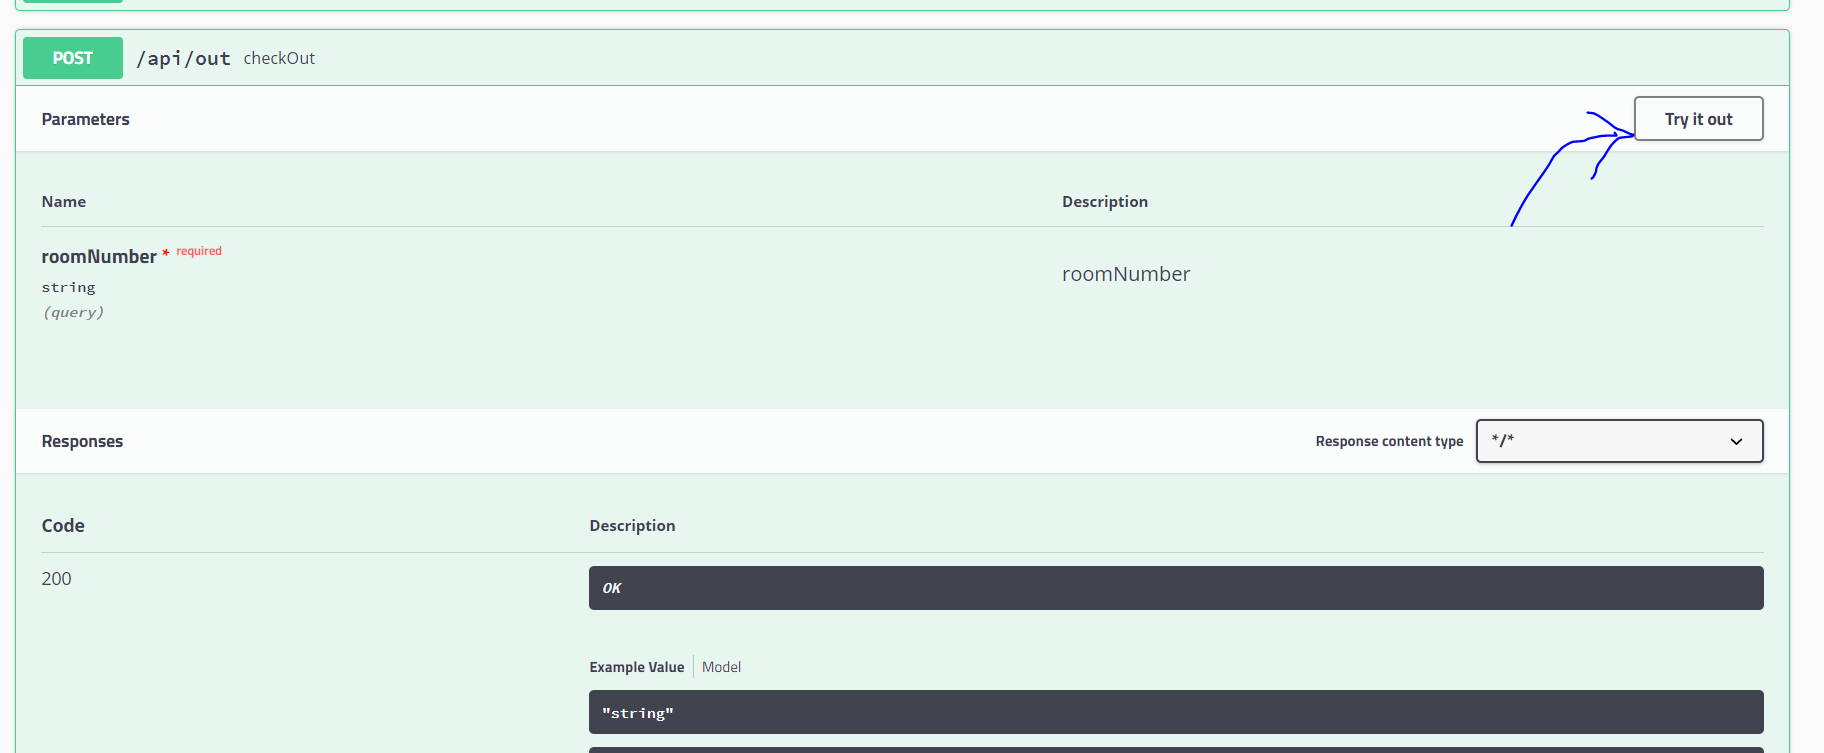 POST /api/out checkOut
Parameters
Try it out
Name Description
roomNumber * required
string
(query)
roomNumber
Responses
Response content type */*
Code Description
200
OK
Example Value Model
"string"